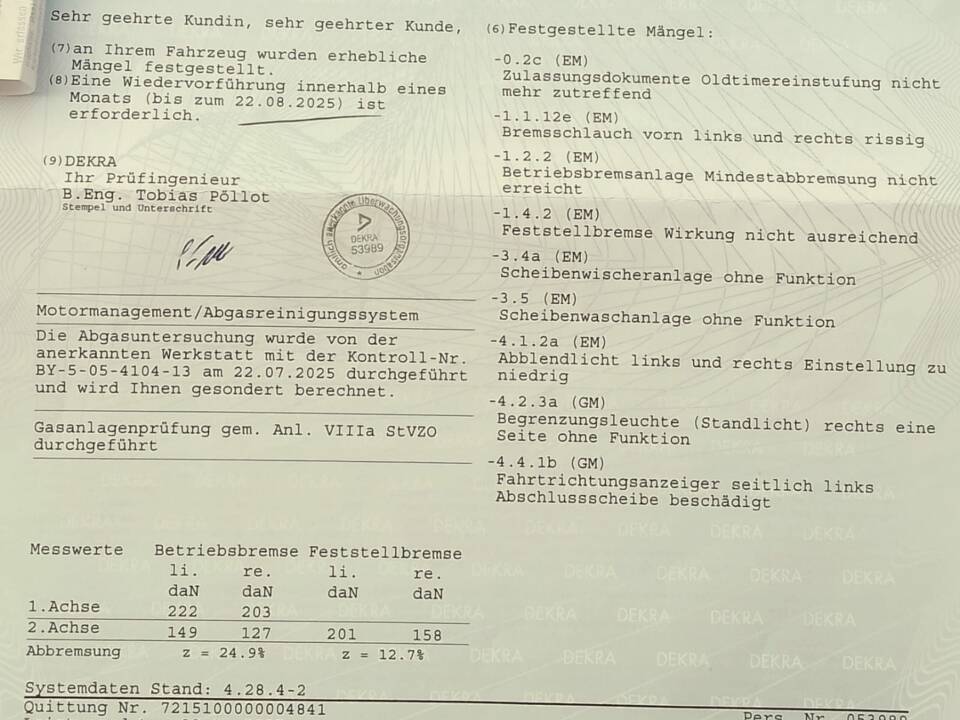 Sehr geehrte Kundin, sehr geehrter Kunde,
(7)an Ihrem Fahrzeug wurden erhebliche
Mängel festgestellt.
(8)Eine Wiedervorführung innerhalb eines
Monats (bis zum 22.08.2025) ist
erforderlich.
(9)DEKRA
Ihr Prüfingenieur
B.Eng. Tobias Pöllot
Stempel und Unterschrift
amtlich anerkannte Überwachungsorganisation
DEKRA
53989
Motormanagement/Abgasreinigungssystem
Die Abgasuntersuchung wurde von der
anerkannten Werkstatt mit der Kontroll-Nr.
BY-5-05-4104-13 am 22.07.2025 durchgeführt
und wird Ihnen gesondert berechnet.
Gasanlagenprüfung gem. Anl. VIIIa StVZO
durchgeführt
(6)Festgestellte Mängel:
-0.2c (EM)
Zulassungsdokumente Oldtimereinstufung nicht
mehr zutreffend
-1.1.12e (EM)
Bremsschlauch vorn links und rechts rissig
-1.2.2 (EM)
Betriebsbremsanlage Mindestabbremsung nicht
erreicht
-1.4.2 (EM)
Feststellbremse Wirkung nicht ausreichend
-3.4a (EM)
Scheibenwischeranlage ohne Funktion
-3.5 (EM)
Scheibenwaschanlage ohne Funktion
-4.1.2a (EM)
Abblendlicht links und rechts Einstellung zu
niedrig
-4.2.3a (GM)
Begrenzungsleuchte (Standlicht) rechts eine
Seite ohne Funktion
-4.4.1b (GM)
Fahrtrichtungsanzeiger seitlich links
Abschlussscheibe beschädigt
Messwerte Betriebsbremse Feststellbremse
li. re. li. re.
daN daN daN daN
1.Achse 222 203
2.Achse 149 127 201 158
Abbremsung z = 24.9% z = 12.7%
Systemdaten Stand: 4.28.4-2
Quittung Nr. 7215100000004841
Pers. Nr. 053989